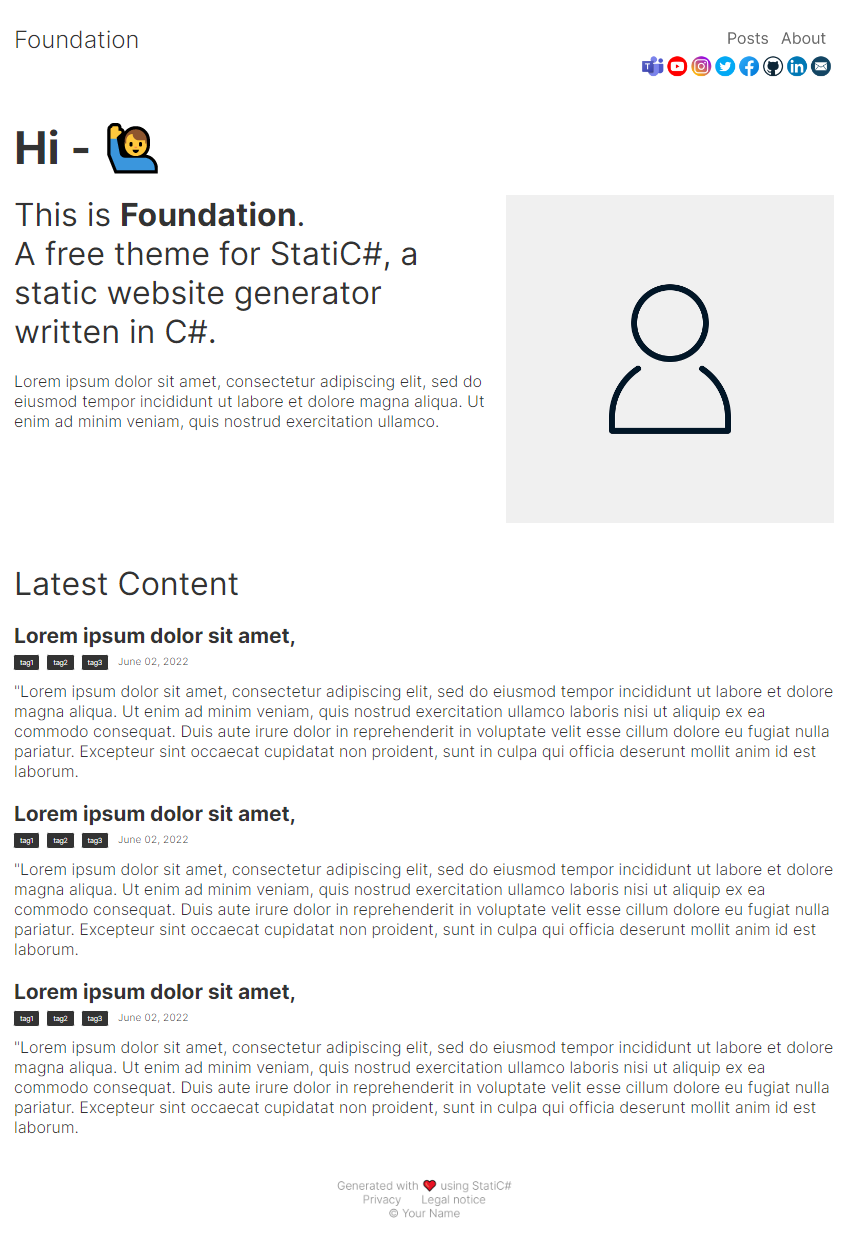 Foundation
Posts About
Hi -
This is Foundation.
A free theme for StatiC#, a
static website generator
written in C#.
Lorem ipsum dolor sit amet, consectetur adipiscing elit, sed do
eiusmod tempor incididunt ut labore et dolore magna aliqua. Ut
enim ad minim veniam, quis nostrud exercitation ullamco.
Latest Content
Lorem ipsum dolor sit amet,
tag1 tag2 tag3 June 02, 2022
"Lorem ipsum dolor sit amet, consectetur adipiscing elit, sed do eiusmod tempor incididunt ut labore et dolore
magna aliqua. Ut enim ad minim veniam, quis nostrud exercitation ullamco laboris nisi ut aliquip ex ea
commodo consequat. Duis aute irure dolor in reprehenderit in voluptate velit esse cillum dolore eu fugiat nulla
pariatur. Excepteur sint occaecat cupidatat non proident, sunt in culpa qui officia deserunt mollit anim id est
laborum.
Lorem ipsum dolor sit amet,
tag1 tag2 tag3 June 02, 2022
"Lorem ipsum dolor sit amet, consectetur adipiscing elit, sed do eiusmod tempor incididunt ut labore et dolore
magna aliqua. Ut enim ad minim veniam, quis nostrud exercitation ullamco laboris nisi ut aliquip ex ea
commodo consequat. Duis aute irure dolor in reprehenderit in voluptate velit esse cillum dolore eu fugiat nulla
pariatur. Excepteur sint occaecat cupidatat non proident, sunt in culpa qui officia deserunt mollit anim id est
laborum.
Lorem ipsum dolor sit amet,
tag1 tag2 tag3 June 02, 2022
"Lorem ipsum dolor sit amet, consectetur adipiscing elit, sed do eiusmod tempor incididunt ut labore et dolore
magna aliqua. Ut enim ad minim veniam, quis nostrud exercitation ullamco laboris nisi ut aliquip ex ea
commodo consequat. Duis aute irure dolor in reprehenderit in voluptate velit esse cillum dolore eu fugiat nulla
pariatur. Excepteur sint occaecat cupidatat non proident, sunt in culpa qui officia deserunt mollit anim id est
laborum.
Generated with ❤ using StatiC#
Privacy Legal notice
© Your Name